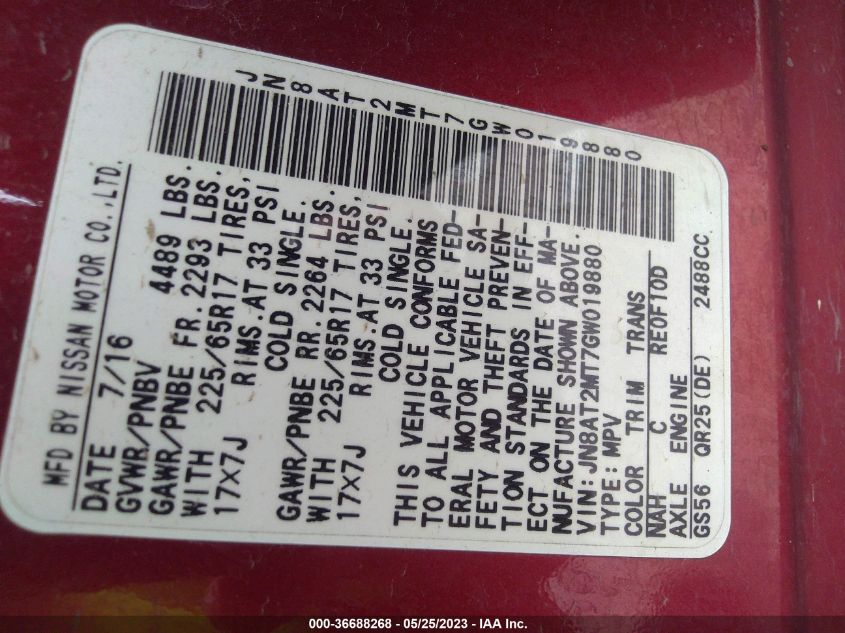 JN8AT2MT7GW019880
MFD BY NISSAN MOTOR CO.,LTD.
DATE 7/16
GVWR/PNBV 4489 LBS.
GAWR/PNBE FR.2293 LBS.
WITH 225/65R17 TIRES,
17X7J RIMS.AT 33 PSI
COLD SINGLE.
GAWR/PNBE RR.2264 LBS.
WITH 225/65R17 TIRES,
17X7J RIMS AT 33 PSI
COLD SINGLE.
THIS VEHICLE CONFORMS
TO ALL APPLICABLE FED-
ERAL MOTOR VEHICLE SA-
FETY AND THEFT PREVEN-
TION STANDARDS IN EFF-
ECT ON THE DATE OF MA-
NUFACTURE SHOWN ABOVE.
VIN:JN8AT2MT7GW019880
TYPE:MPV
COLOR TRIM TRANS
NAH C RE0F10D
AXLE ENGINE
GS56 QR25(DE) 2488CC
000-36688268 - 05/25/2023 - IAA Inc.